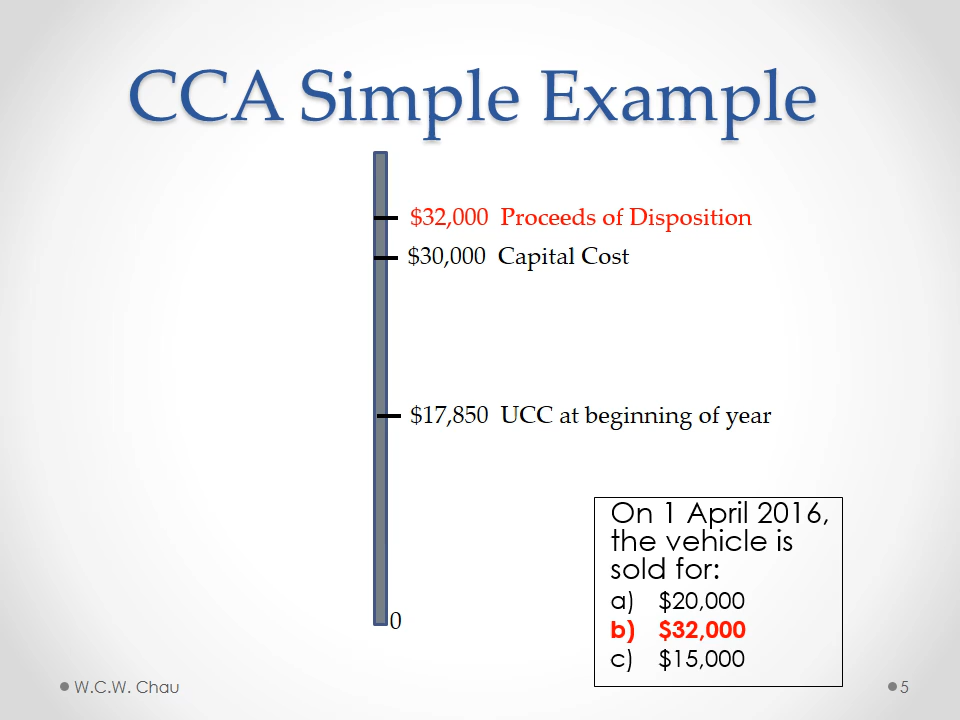 CCA Simple Example
$32,000 Proceeds of Disposition
$30,000 Capital Cost
$17,850 UCC at beginning of year
0
On 1 April 2016,
the vehicle is
sold for:
a) $20,000
b) $32,000
c) $15,000
W.C.W. Chau
5